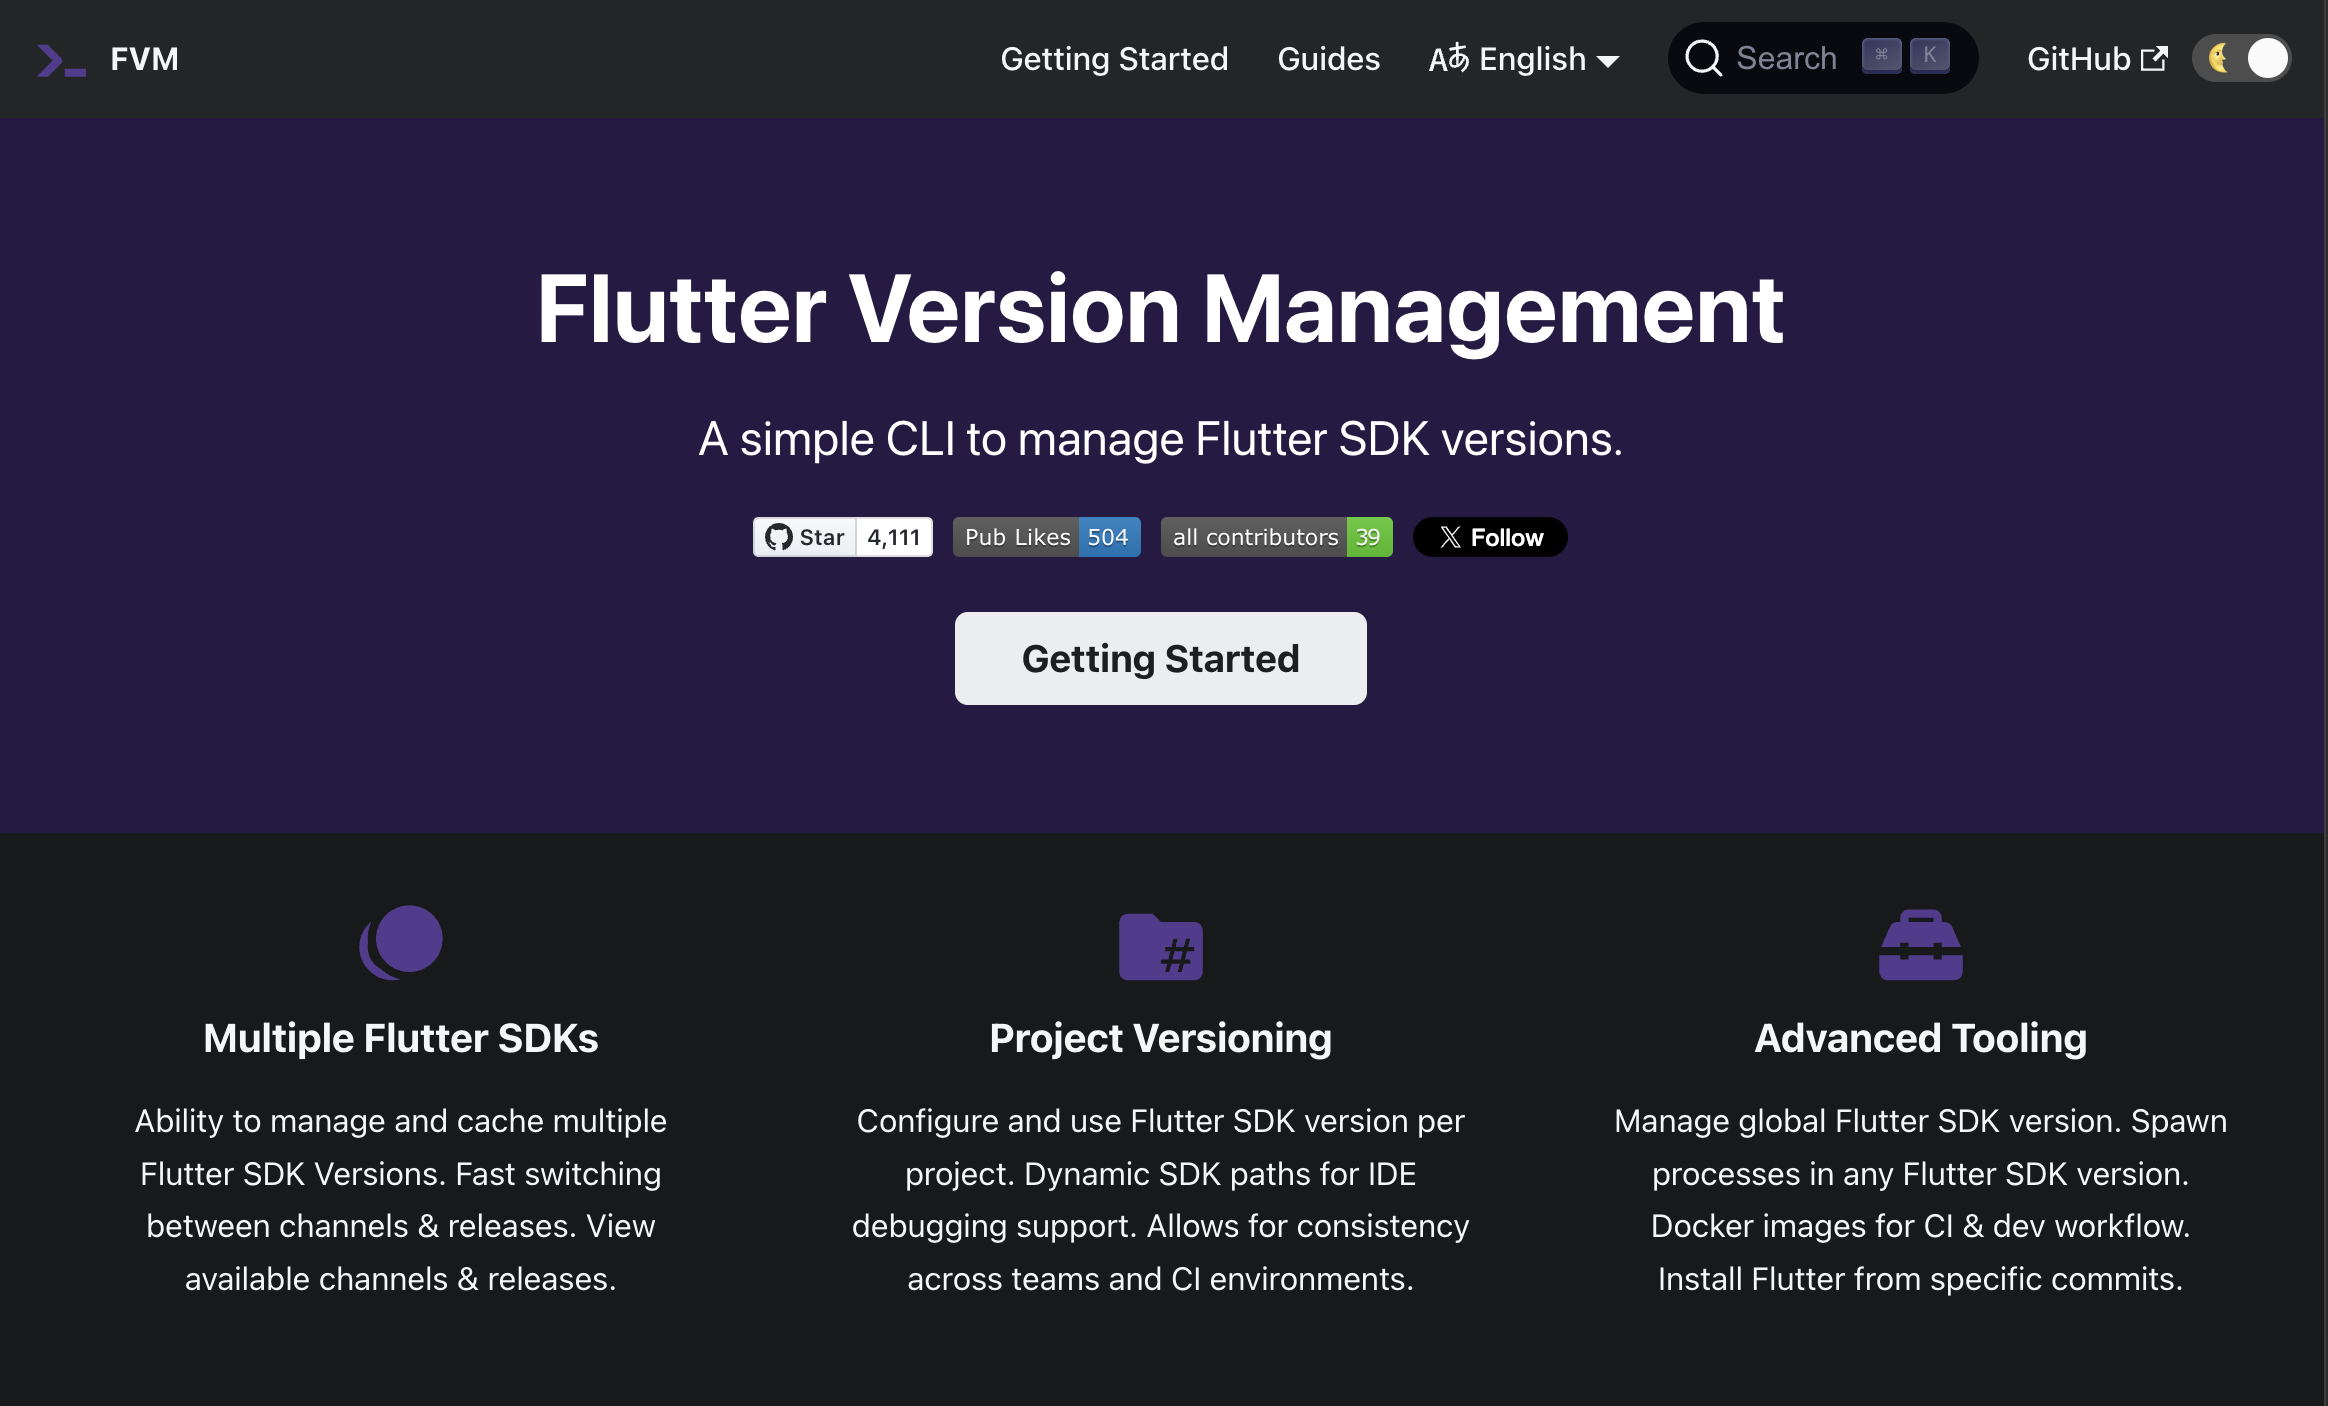 FVM
Getting Started
Guides
Aあ English
Search
⌘ K
GitHub
Flutter Version Management
A simple CLI to manage Flutter SDK versions.
Star 4,111
Pub Likes 504
all contributors 39
𝕏 Follow
Getting Started
Multiple Flutter SDKs
Ability to manage and cache multiple
Flutter SDK Versions. Fast switching
between channels & releases. View
available channels & releases.
#
Project Versioning
Configure and use Flutter SDK version per
project. Dynamic SDK paths for IDE
debugging support. Allows for consistency
across teams and CI environments.
Advanced Tooling
Manage global Flutter SDK version. Spawn
processes in any Flutter SDK version.
Docker images for CI & dev workflow.
Install Flutter from specific commits.